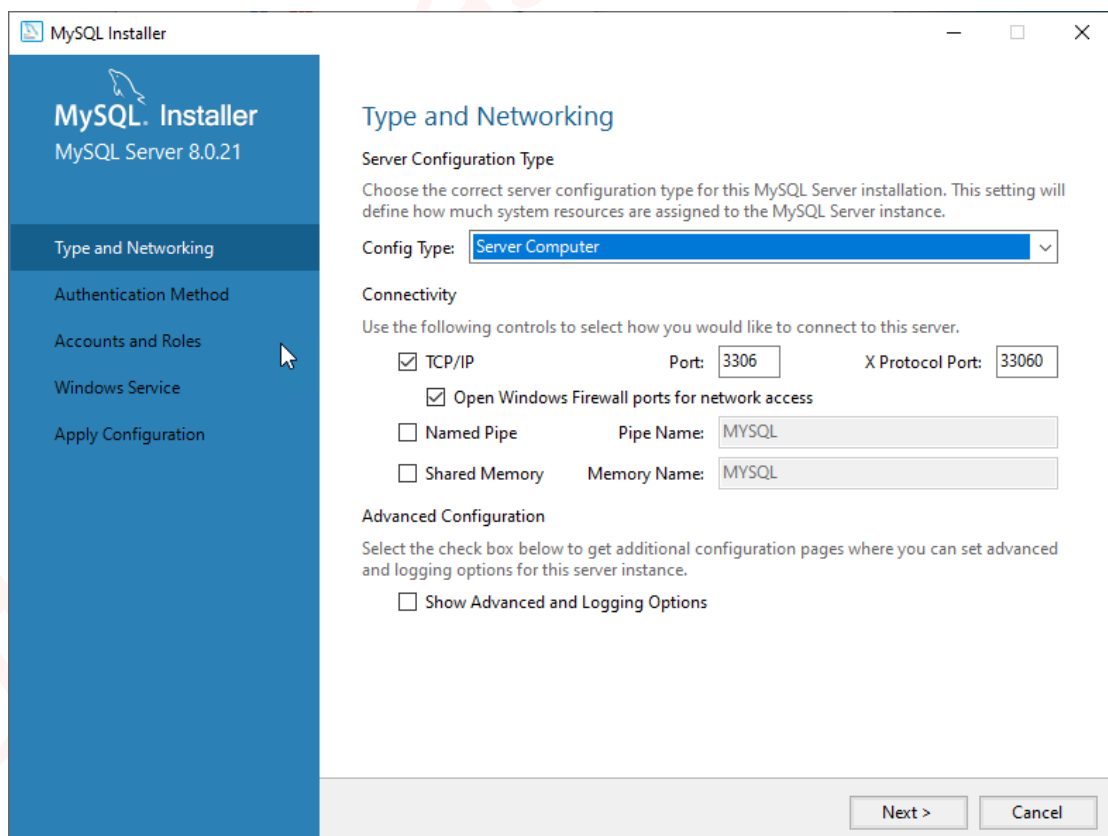 MySQL Installer
MySQL. Installer
MySQL Server 8.0.21
Type and Networking
Authentication Method
Accounts and Roles
Windows Service
Apply Configuration
Type and Networking
Server Configuration Type
Choose the correct server configuration type for this MySQL Server installation. This setting will
define how much system resources are assigned to the MySQL Server instance.
Config Type: Server Computer
Connectivity
Use the following controls to select how you would like to connect to this server.
TCP/IP Port: 3306 X Protocol Port: 33060
Open Windows Firewall ports for network access
Named Pipe Pipe Name: MYSQL
Shared Memory Memory Name: MYSQL
Advanced Configuration
Select the check box below to get additional configuration pages where you can set advanced
and logging options for this server instance.
Show Advanced and Logging Options
Next > Cancel